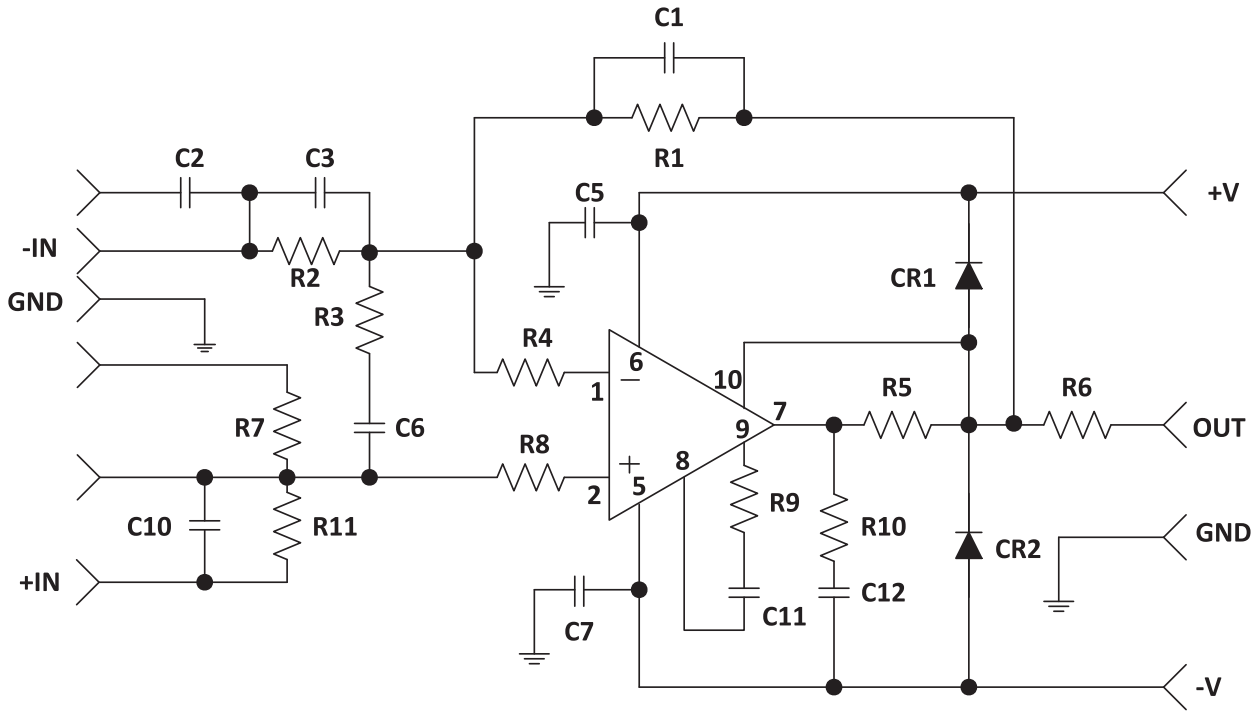 C1
R1
C2
C3
C5
+V
-IN
R2
GND
R3
CR1
R4
6
−
1
10
R5
R6
7
OUT
R7
C6
R8
9
8
+
2
5
C10
R11
R9
R10
GND
CR2
+IN
C12
C11
C7
-V